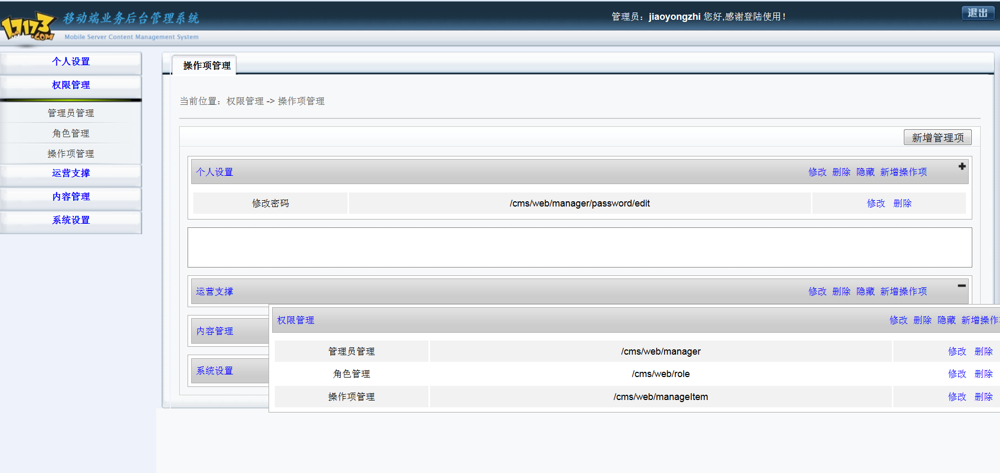 17173.COM
移动端业务后台管理系统
Mobile Server Content Management System
管理员：jiaoyongzhi 您好,感谢登陆使用！
退出
个人设置
权限管理
管理员管理
角色管理
操作项管理
运营支撑
内容管理
系统设置
操作项管理
当前位置：权限管理 -> 操作项管理
新增管理项
个人设置 修改 删除 隐藏 新增操作项
修改密码 /cms/web/manager/password/edit 修改 删除
运营支撑 修改 删除 隐藏 新增操作项
内容管理
系统设置
权限管理 修改 删除 隐藏 新增操作
管理员管理 /cms/web/manager 修改 删除
角色管理 /cms/web/role 修改 删除
操作项管理 /cms/web/manageItem 修改 删除